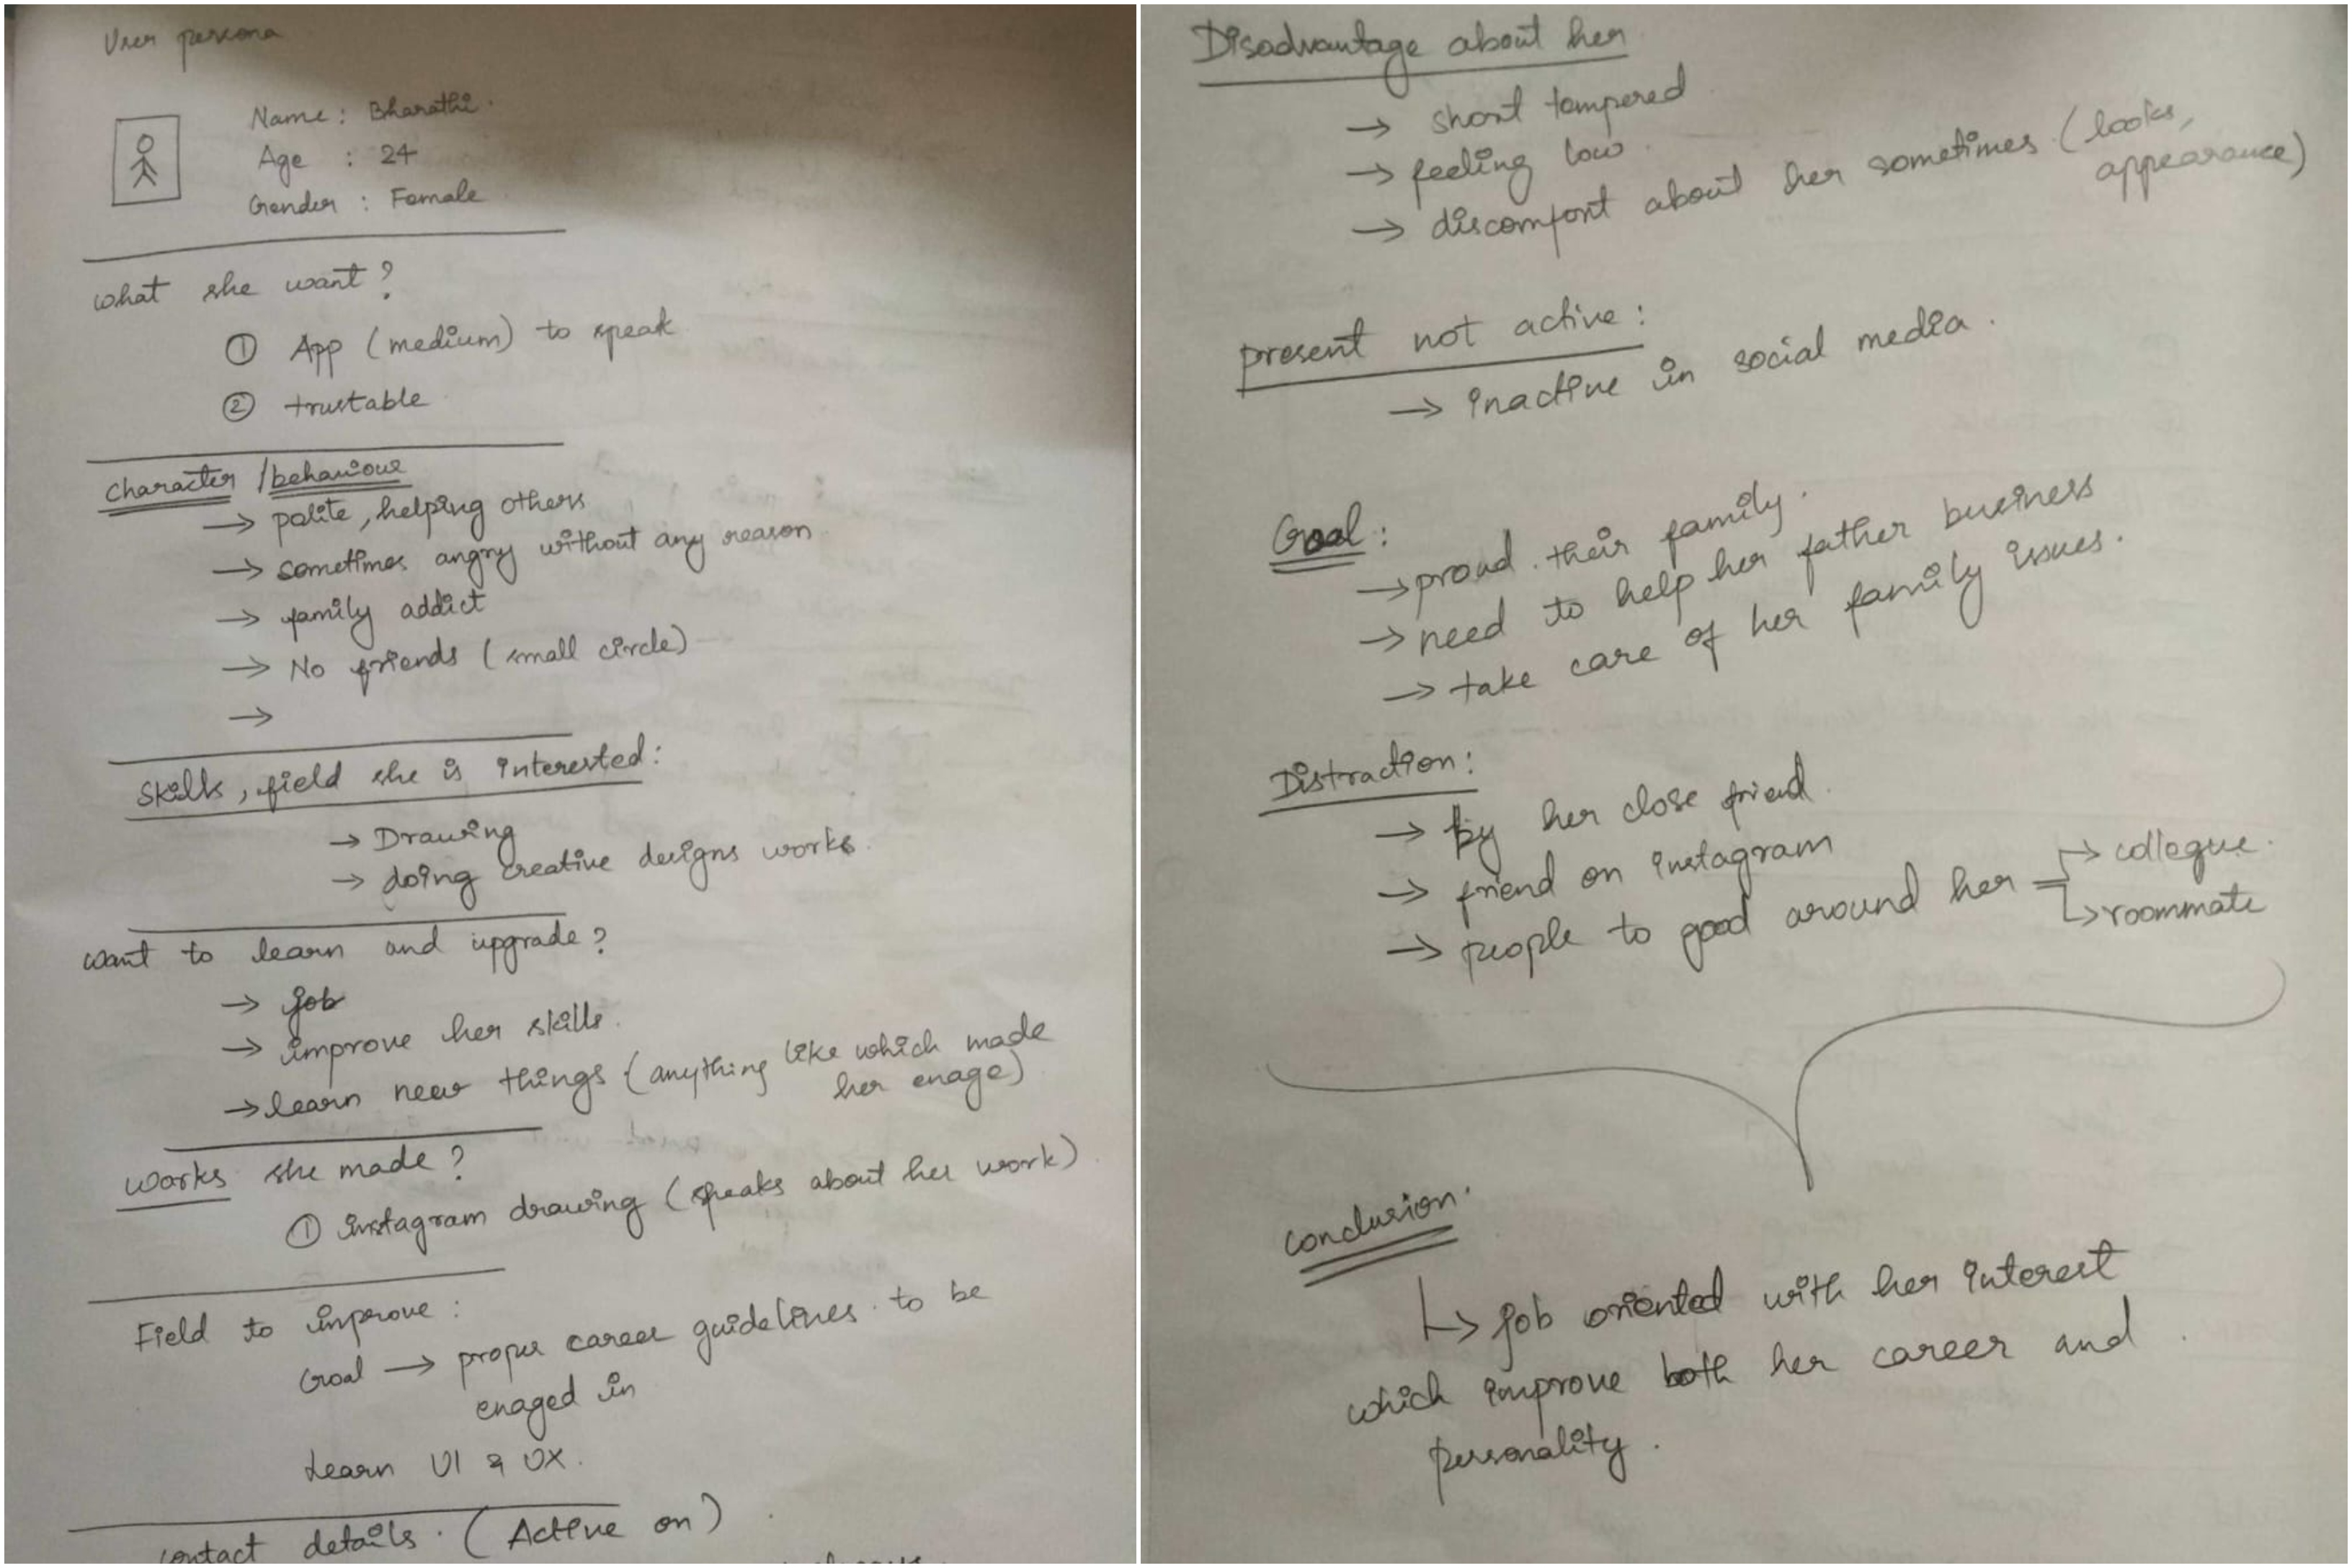 User persona
Name : Bharathi.
Age : 24
Gender : Female
what she want ?
① App (medium) to speak
② trustable
character / behaviour
→ polite, helping others
→ sometimes angry without any reason
→ family addict
→ No friends (small circle)
→
Skills, field she is interested :
→ Drawing
→ doing creative designs works.
want to learn and upgrade ?
→ job
→ improve her skills.
→ learn new things (anything like which made
her enage)
works she made ?
① instagram drawing (speaks about her work)
Field to improve :
Goal → proper career guidelines to be
enaged in
Learn UI & UX.
contact details. (Active on)
Disadvantage about her
→ short tempered
→ feeling low.
→ discomfort about her sometimes (looks,
appearance)
present not active :
→ inactive in social media.
Goal :
→ proud their family.
→ need to help her father business
→ take care of her family issues.
Distraction :
→ By her close friend.
→ friend on instagram
→ people to good around her → collegue.
→ roommate
conclusion.
↳ job oriented with her interest
which improve both her career and
personality.